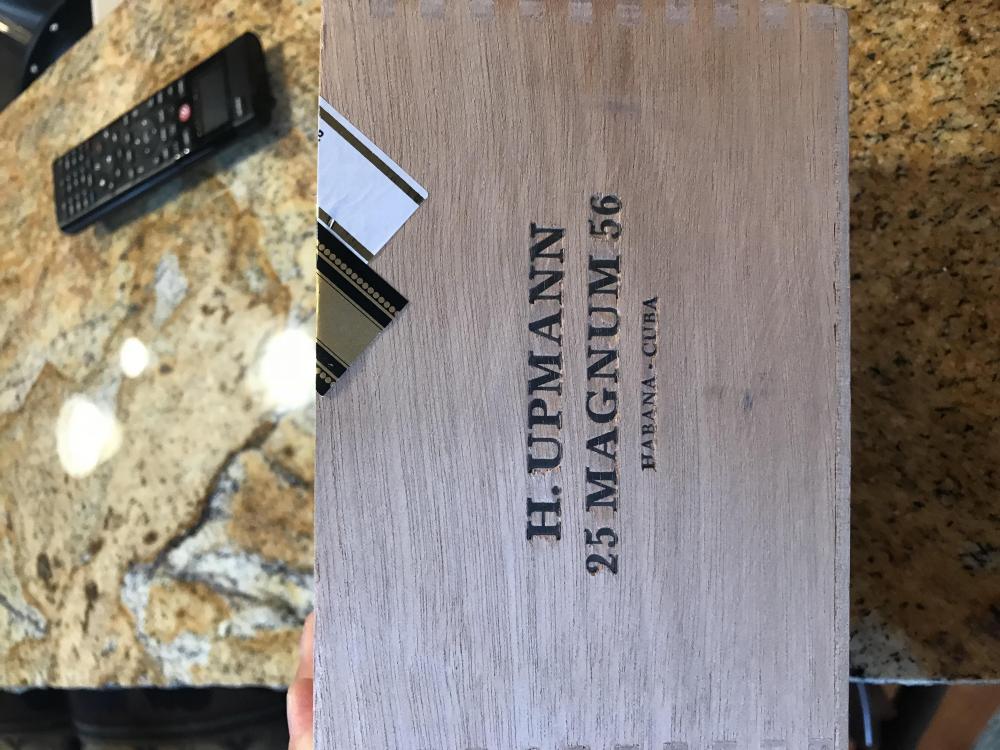 H. UPMANN
25 MAGNUM 56
HABANA - CUBA